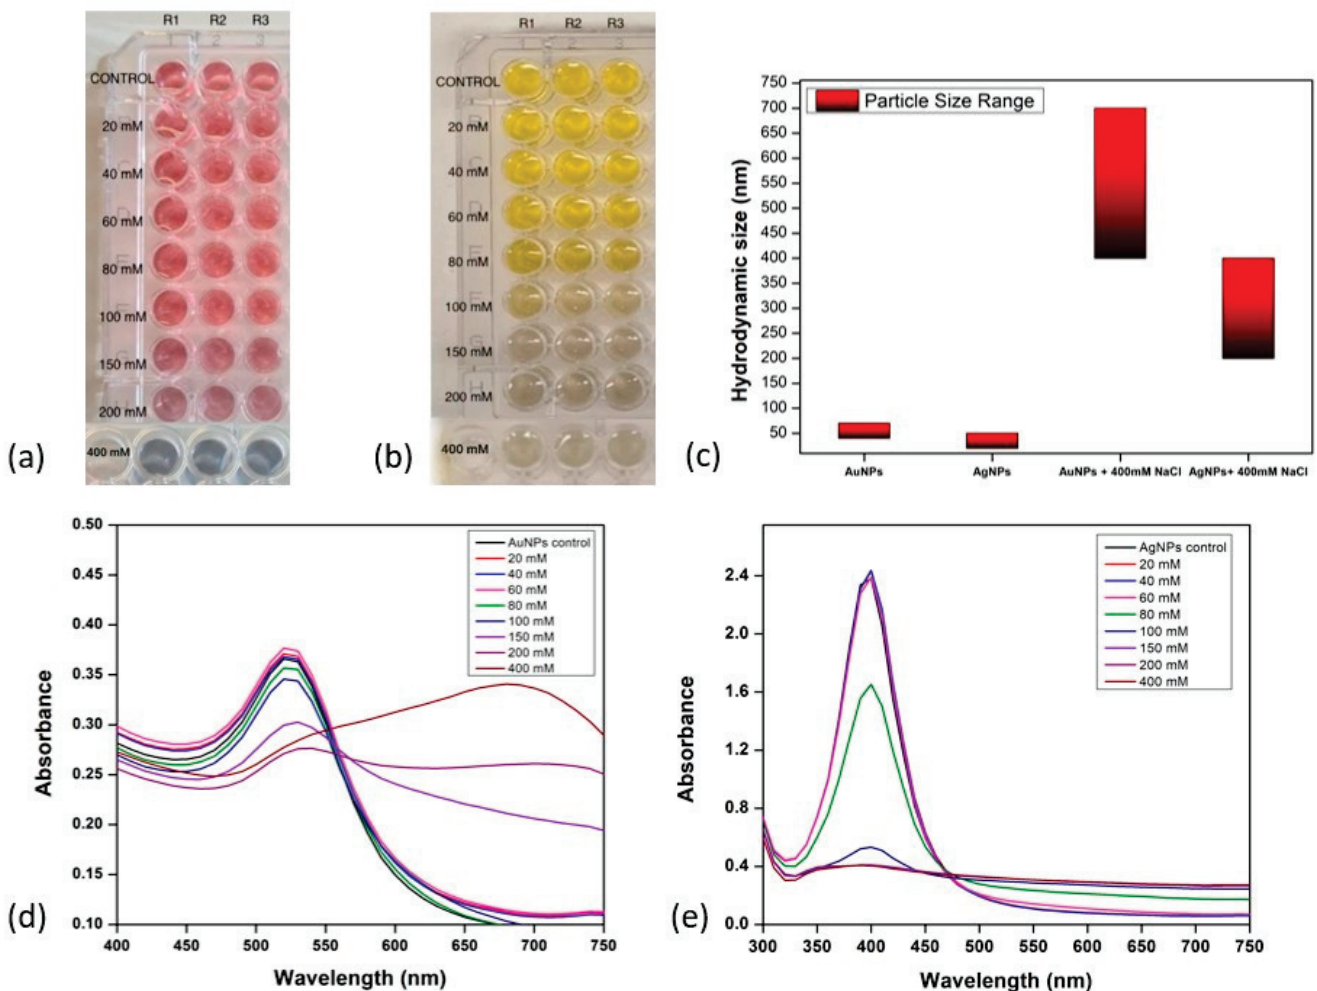 R1 R2 R3
1 2 3
CONTROL
20 mM
40 mM
60 mM
80 mM
100 mM
150 mM
200 mM
400 mM
(a)
R1 R2 R3
1 2 3
CONTROL
20 mM
40 mM
60 mM
80 mM
100 mM
150 mM
200 mM
H
400 mM
(b)
Particle Size Range
Hydrodynamic size (nm)
750
700
650
600
550
500
450
400
350
300
250
200
150
100
50
AuNPs AgNPs AuNPs + 400mM NaCl AgNPs+ 400mM NaCl
(c)
AuNPs control
20 mM
40 mM
60 mM
80 mM
100 mM
150 mM
200 mM
400 mM
Absorbance
0.50
0.45
0.40
0.35
0.30
0.25
0.20
0.15
0.10
400 450 500 550 600 650 700 750
Wavelength (nm)
(d)
AgNPs control
20 mM
40 mM
60 mM
80 mM
100 mM
150 mM
200 mM
400 mM
Absorbance
2.4
2.0
1.6
1.2
0.8
0.4
0.0
300 350 400 450 500 550 600 650 700 750
Wavelength (nm)
(e)